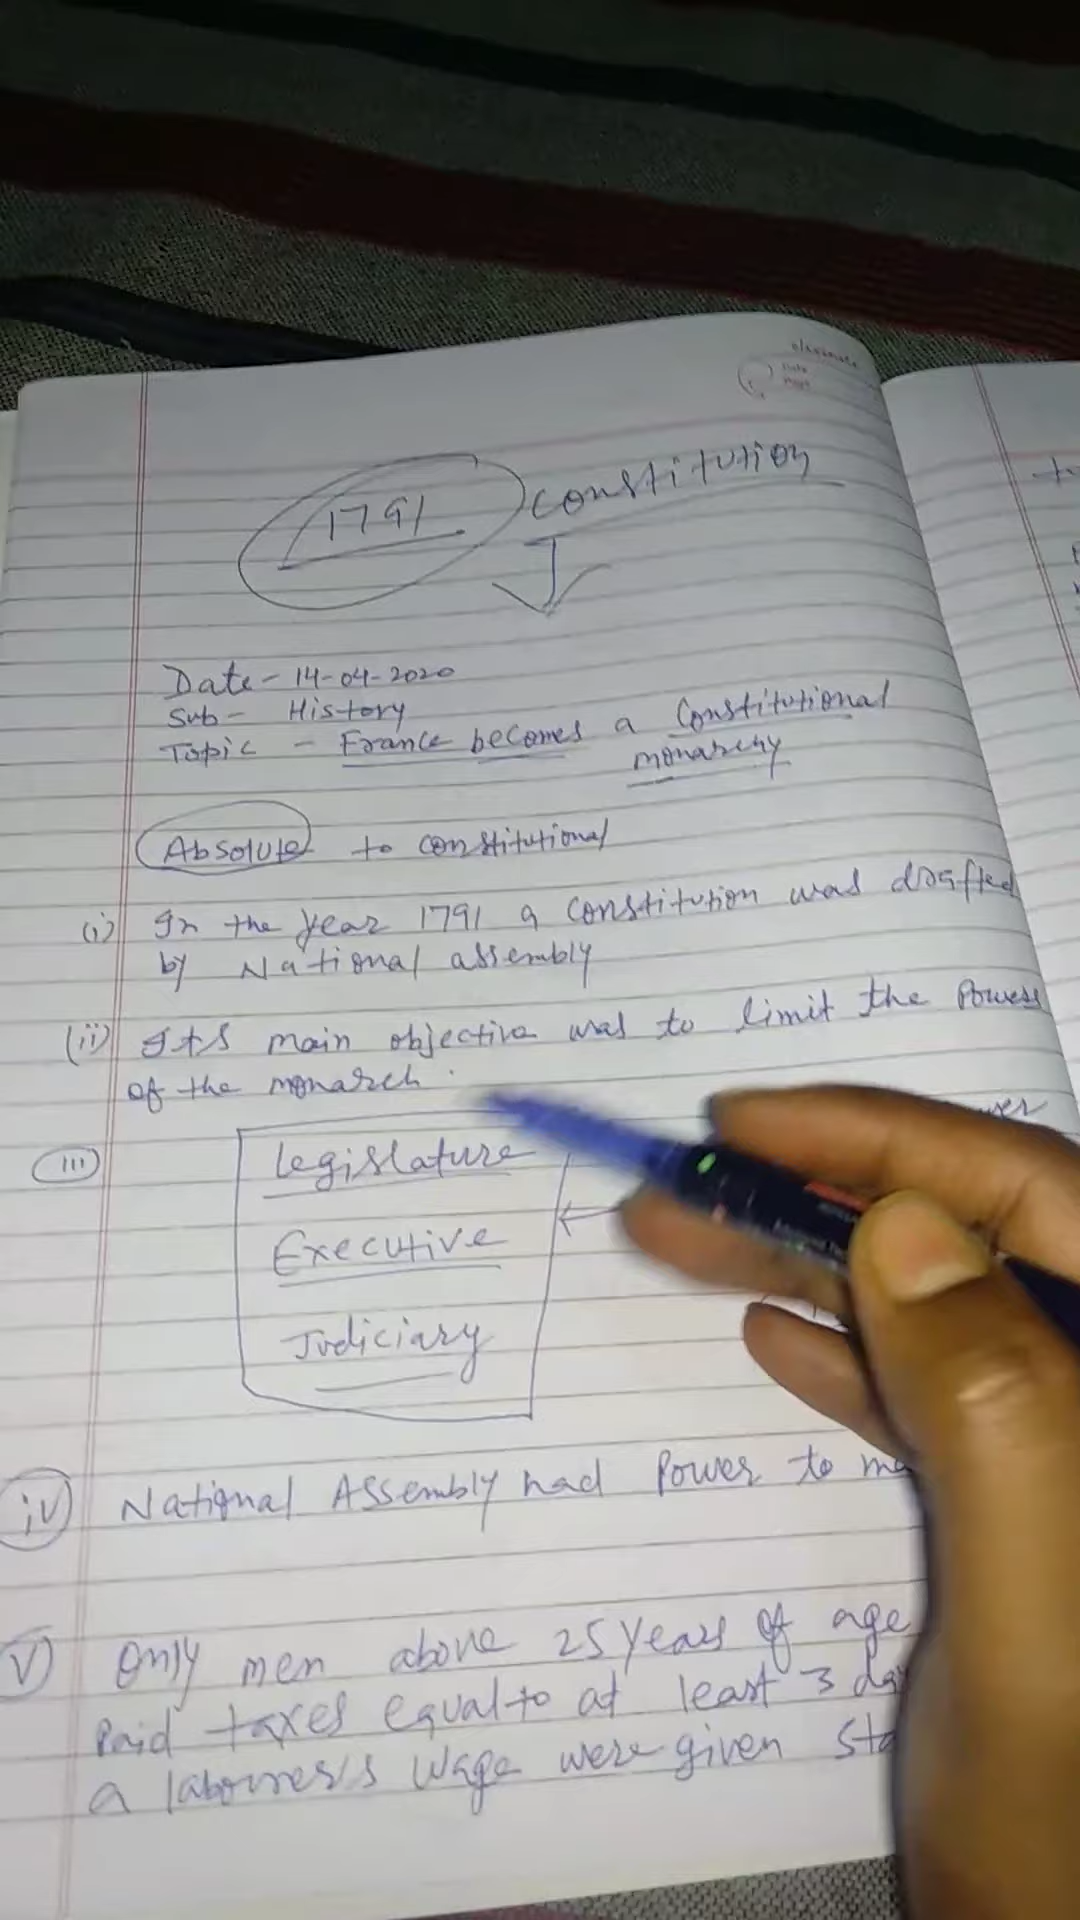 classmate
Date
Page
1791 constitution
Date - 14-04-2020
Sub - History
Topic - France becomes a Constitutional
monarchy
Absolute to constitutional
(i) In the year 1791 a constitution was drafted
by National assembly
(ii) Its main objective was to limit the Powers
of the monarch.
(iii) Legislature
Executive
Judiciary
(iv) National Assembly had Power to
(v) Only men above 25 years of age
Paid taxes equal to at least 3
a labourer's wage were given